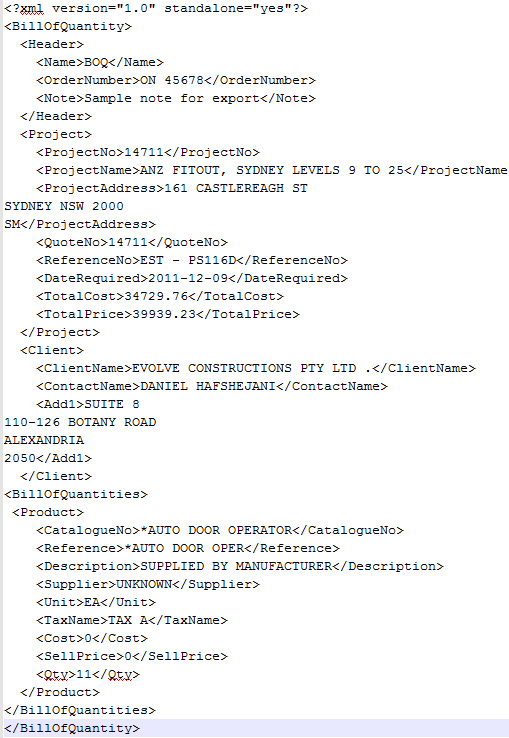 <?xml version="1.0" standalone="yes"?>
<BillOfQuantity>
<Header>
<Name>BOQ</Name>
<OrderNumber>ON 45678</OrderNumber>
<Note>Sample note for export</Note>
</Header>
<Project>
<ProjectNo>14711</ProjectNo>
<ProjectName>ANZ FITOUT, SYDNEY LEVELS 9 TO 25</ProjectName
<ProjectAddress>161 CASTLEREAGH ST
SYDNEY NSW 2000
SM</ProjectAddress>
<QuoteNo>14711</QuoteNo>
<ReferenceNo>EST - PS116D</ReferenceNo>
<DateRequired>2011-12-09</DateRequired>
<TotalCost>34729.76</TotalCost>
<TotalPrice>39939.23</TotalPrice>
</Project>
<Client>
<ClientName>EVOLVE CONSTRUCTIONS PTY LTD .</ClientName>
<ContactName>DANIEL HAFSHEJANI</ContactName>
<Add1>SUITE 8
110-126 BOTANY ROAD
ALEXANDRIA
2050</Add1>
</Client>
<BillOfQuantities>
<Product>
<CatalogueNo>*AUTO DOOR OPERATOR</CatalogueNo>
<Reference>*AUTO DOOR OPER</Reference>
<Description>SUPPLIED BY MANUFACTURER</Description>
<Supplier>UNKNOWN</Supplier>
<Unit>EA</Unit>
<TaxName>TAX A</TaxName>
<Cost>0</Cost>
<SellPrice>0</SellPrice>
<Qty>11</Qty>
</Product>
</BillOfQuantities>
</BillOfQuantity>